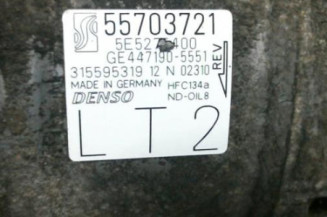 55703721
GE447190-5551
315595319 12 N 02310
REV
MADE IN GERMANY HFC134a
DENSO ND-OIL8
LT2